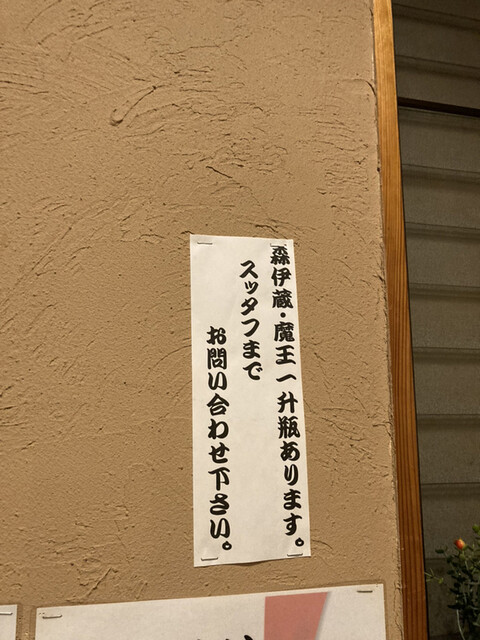 森伊蔵・魔王一升瓶あります。
スッタフまで
お問い合わせ下さい。